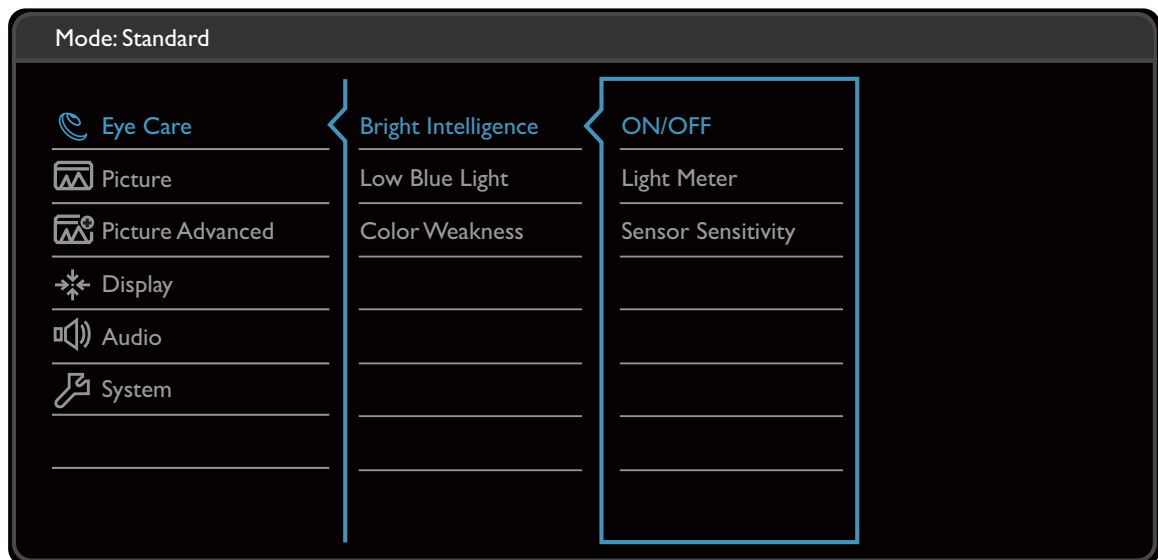 Mode: Standard
Eye Care
Bright Intelligence
ON/OFF
Picture
Low Blue Light
Light Meter
Picture Advanced
Color Weakness
Sensor Sensitivity
Display
Audio
System